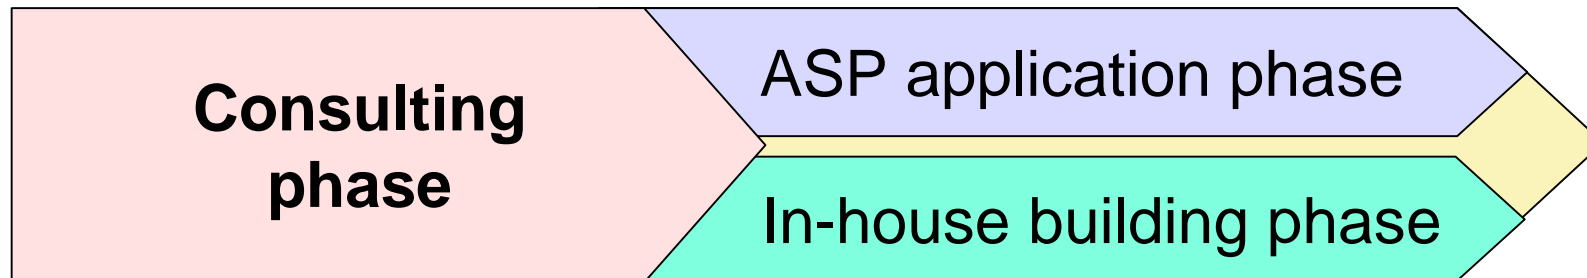 Consulting
phase
ASP application phase
In-house building phase